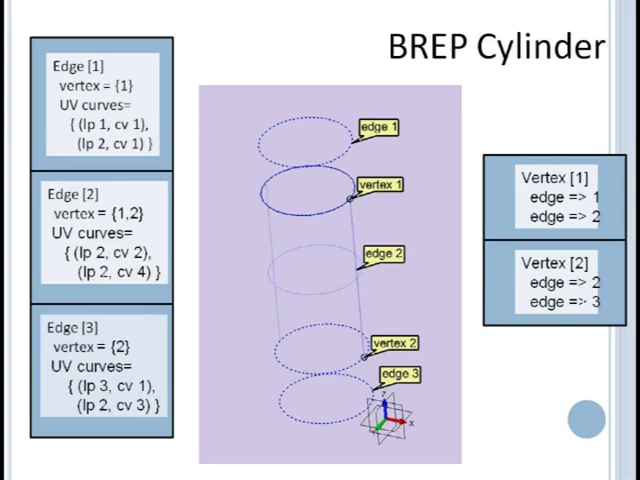 BREP Cylinder
Edge [1]
vertex = {1}
UV curves=
{ (lp 1, cv 1),
(lp 2, cv 1) }
Edge [2]
vertex = {1,2}
UV curves=
{ (lp 2, cv 2),
(lp 2, cv 4) }
Edge [3]
vertex = {2}
UV curves=
{ (lp 3, cv 1),
(lp 2, cv 3) }
edge 1
vertex 1
edge 2
vertex 2
edge 3
z
x
Vertex [1]
edge => 1
edge => 2
Vertex [2]
edge => 2
edge => 3